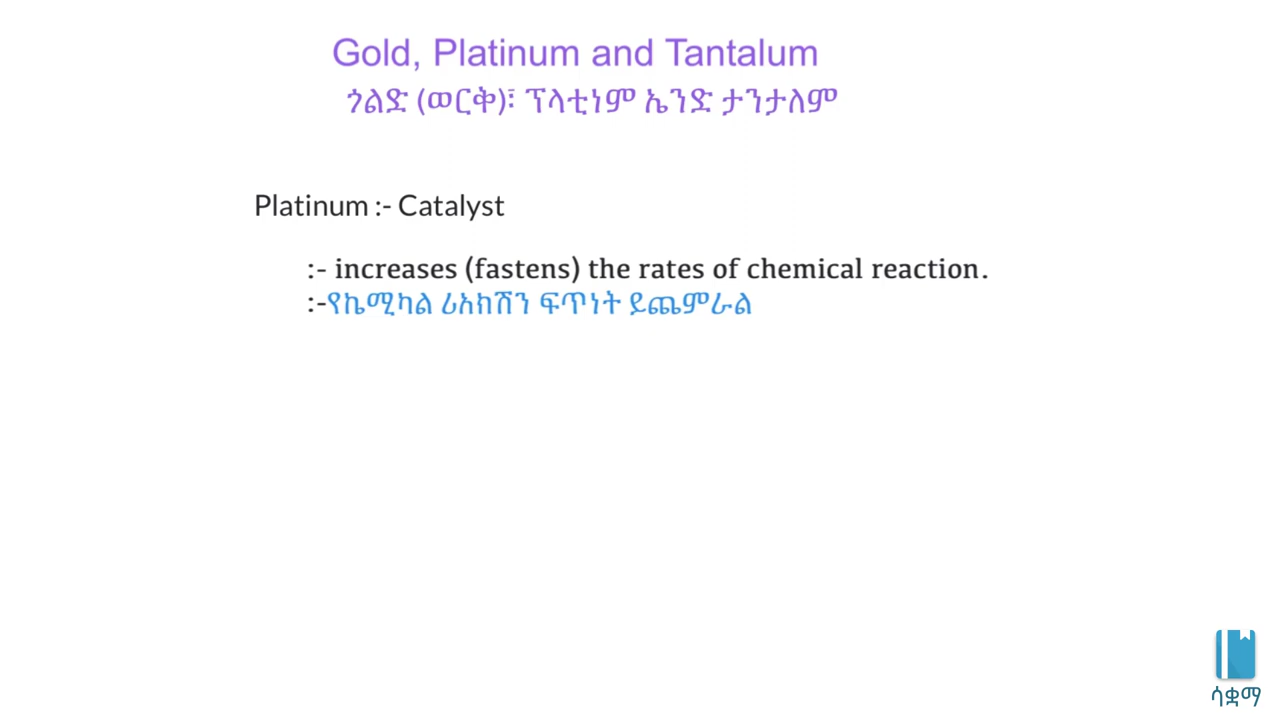 Gold, Platinum and Tantalum
ጎልድ (ወርቅ)፣ ፕላቲነም ኤንድ ታንታለም
Platinum :- Catalyst
:- increases (fastens) the rates of chemical reaction.
:-የኬሚካል ሪአክሽን ፍጥነት ይጨምራል
ሳቋማ